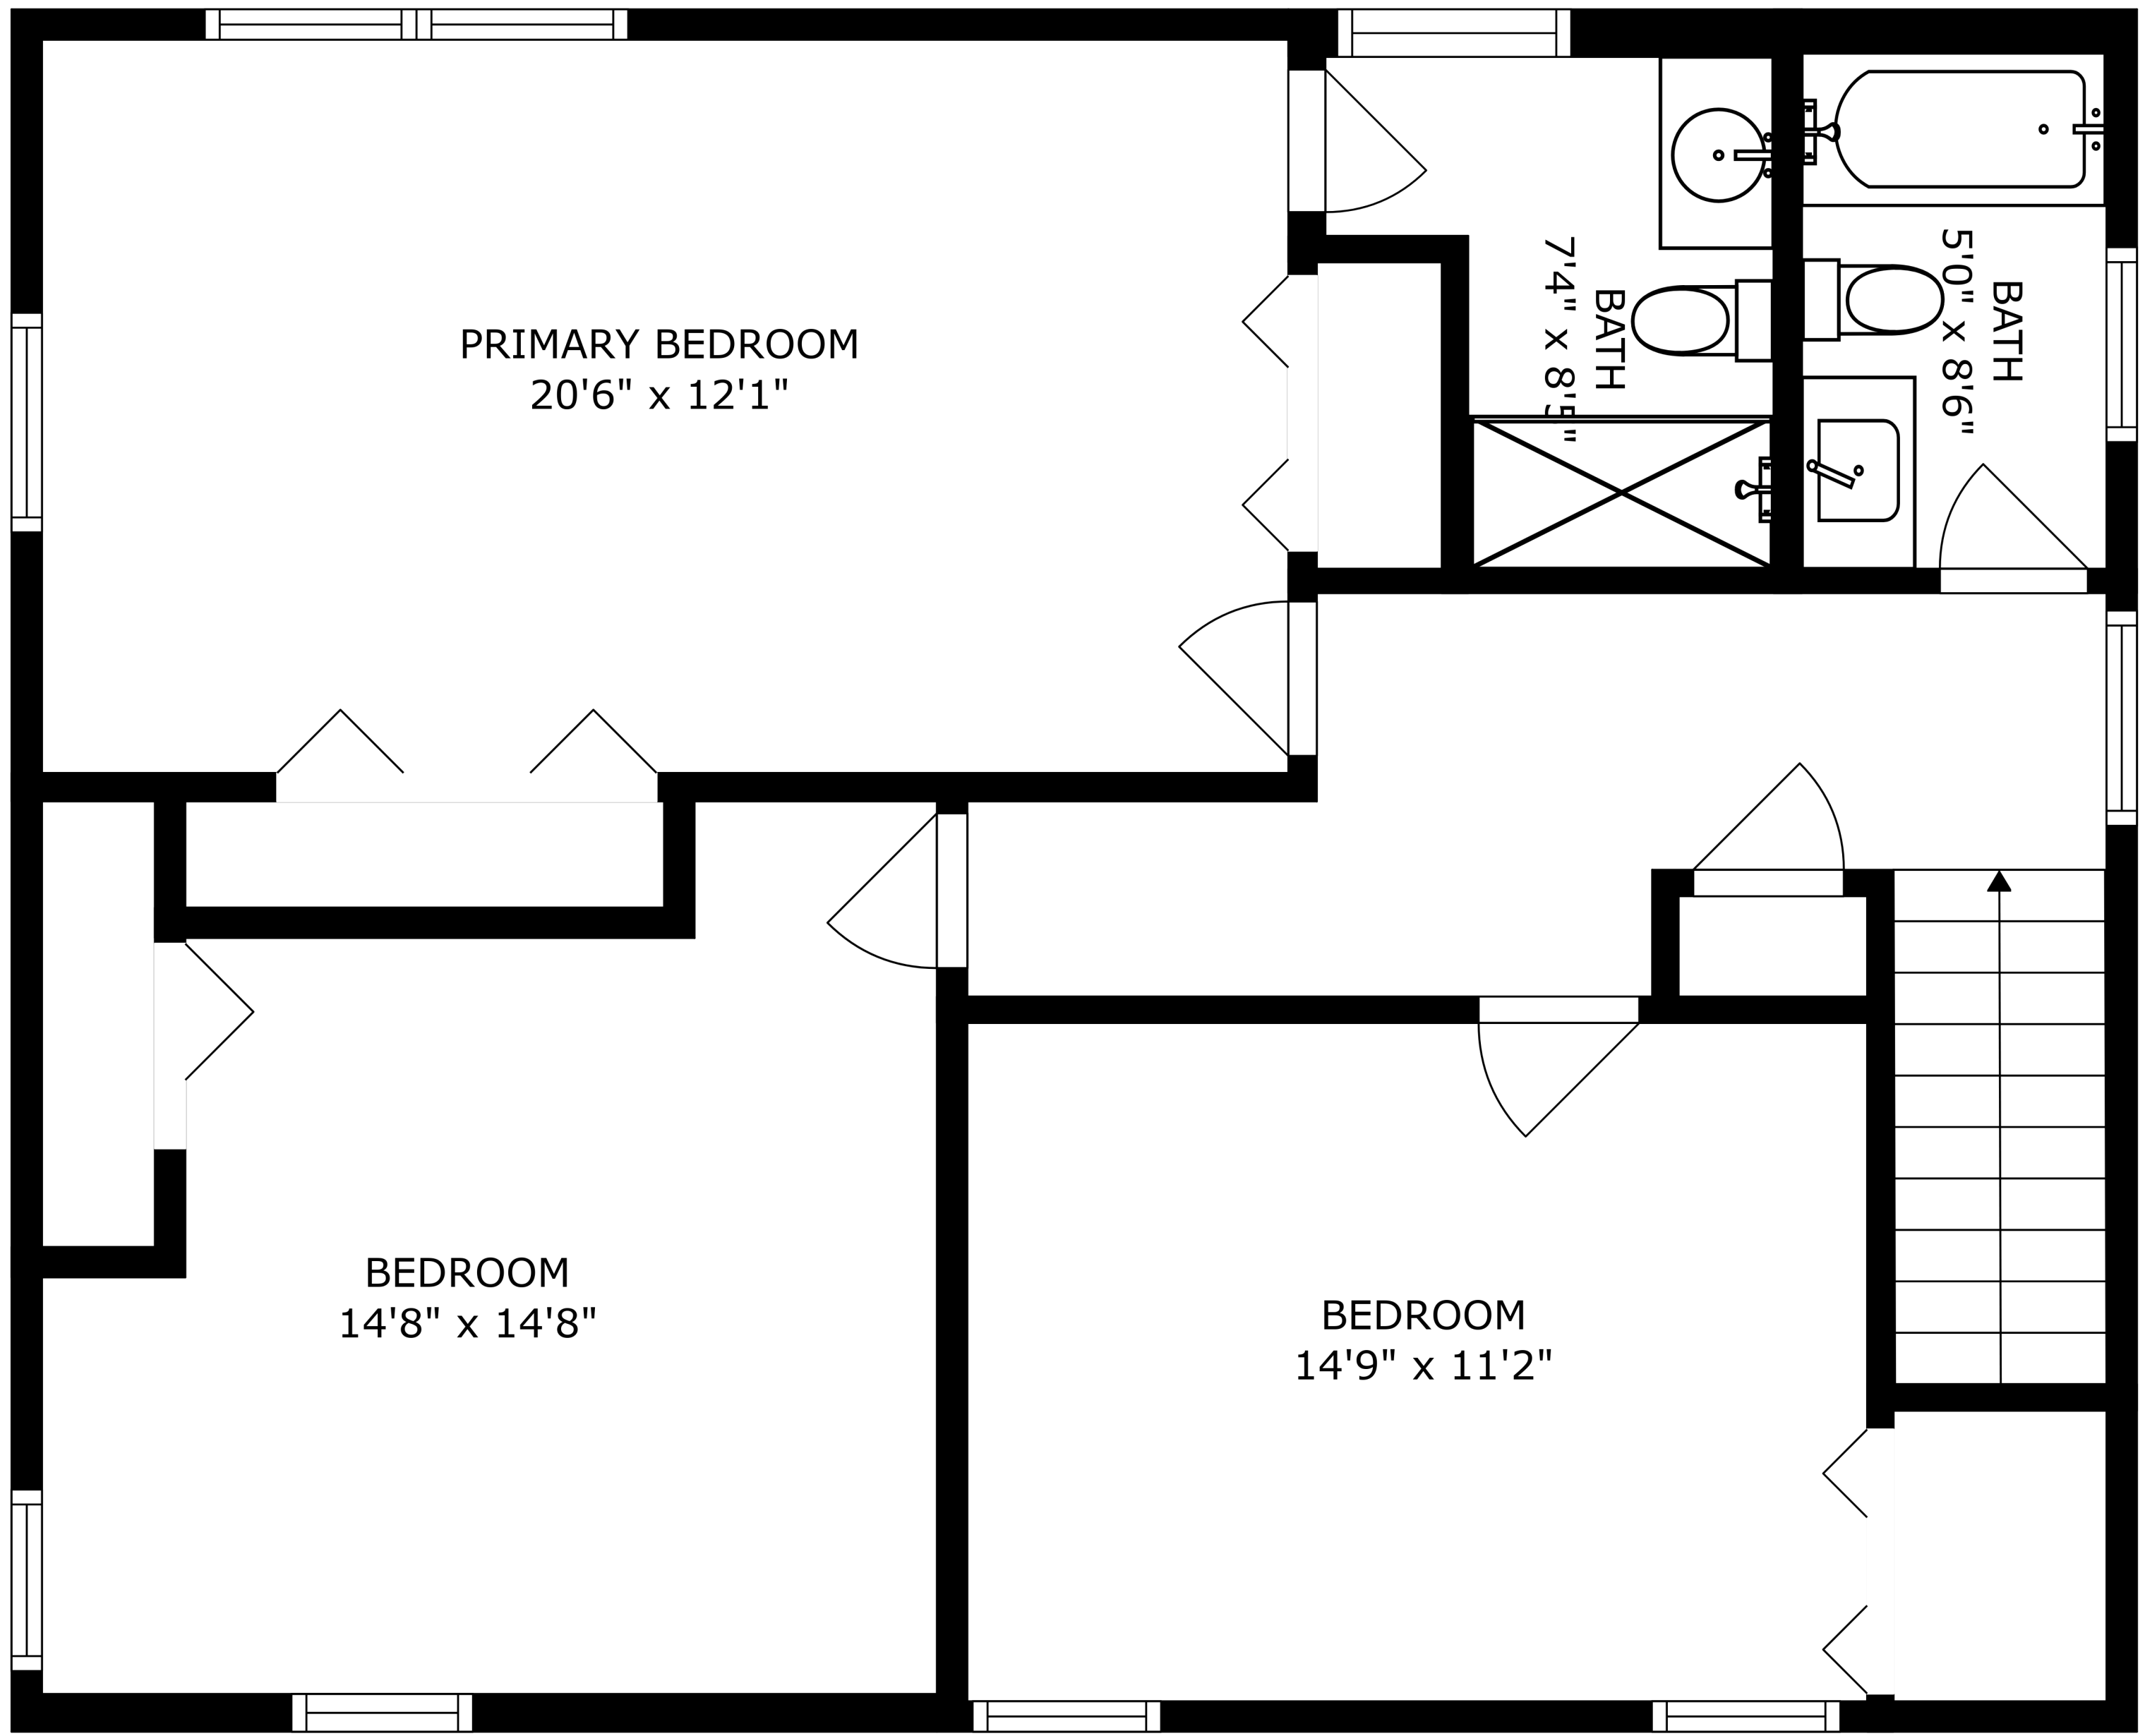 PRIMARY BEDROOM
20'6" x 12'1"
BATH
7'4" x 8'5"
BATH
5'0" x 8'6"
BEDROOM
14'8" x 14'8"
BEDROOM
14'9" x 11'2"